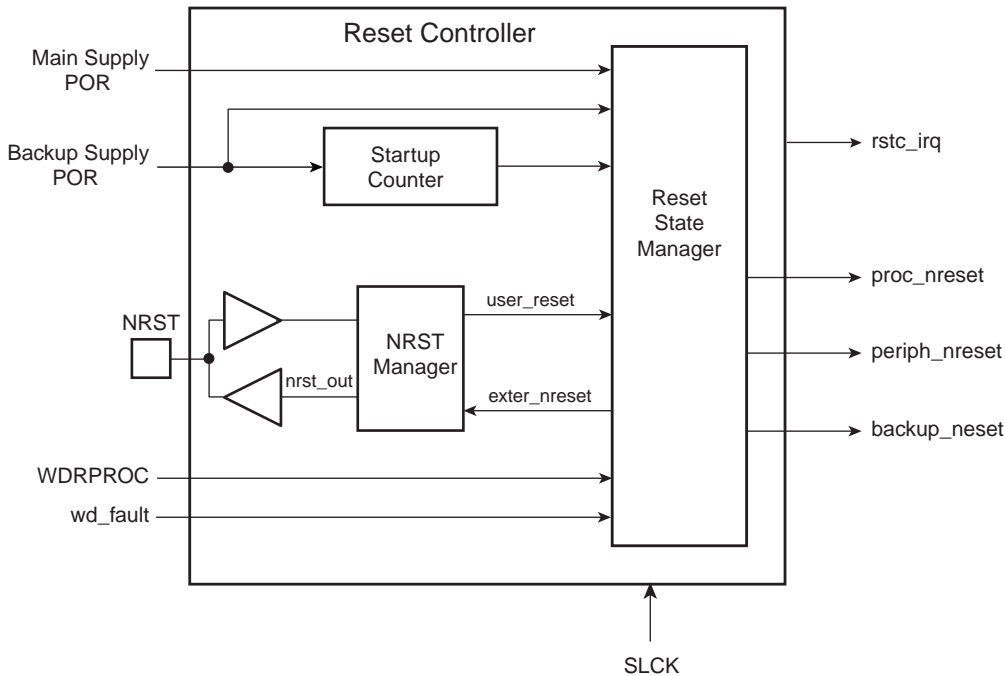 Reset Controller
Main Supply
POR
Backup Supply
POR
Startup
Counter
Reset
State
Manager
rstc_irq
proc_nreset
periph_nreset
backup_neset
NRST
user_reset
NRST
Manager
nrst_out
exter_nreset
WDRPROC
wd_fault
SLCK